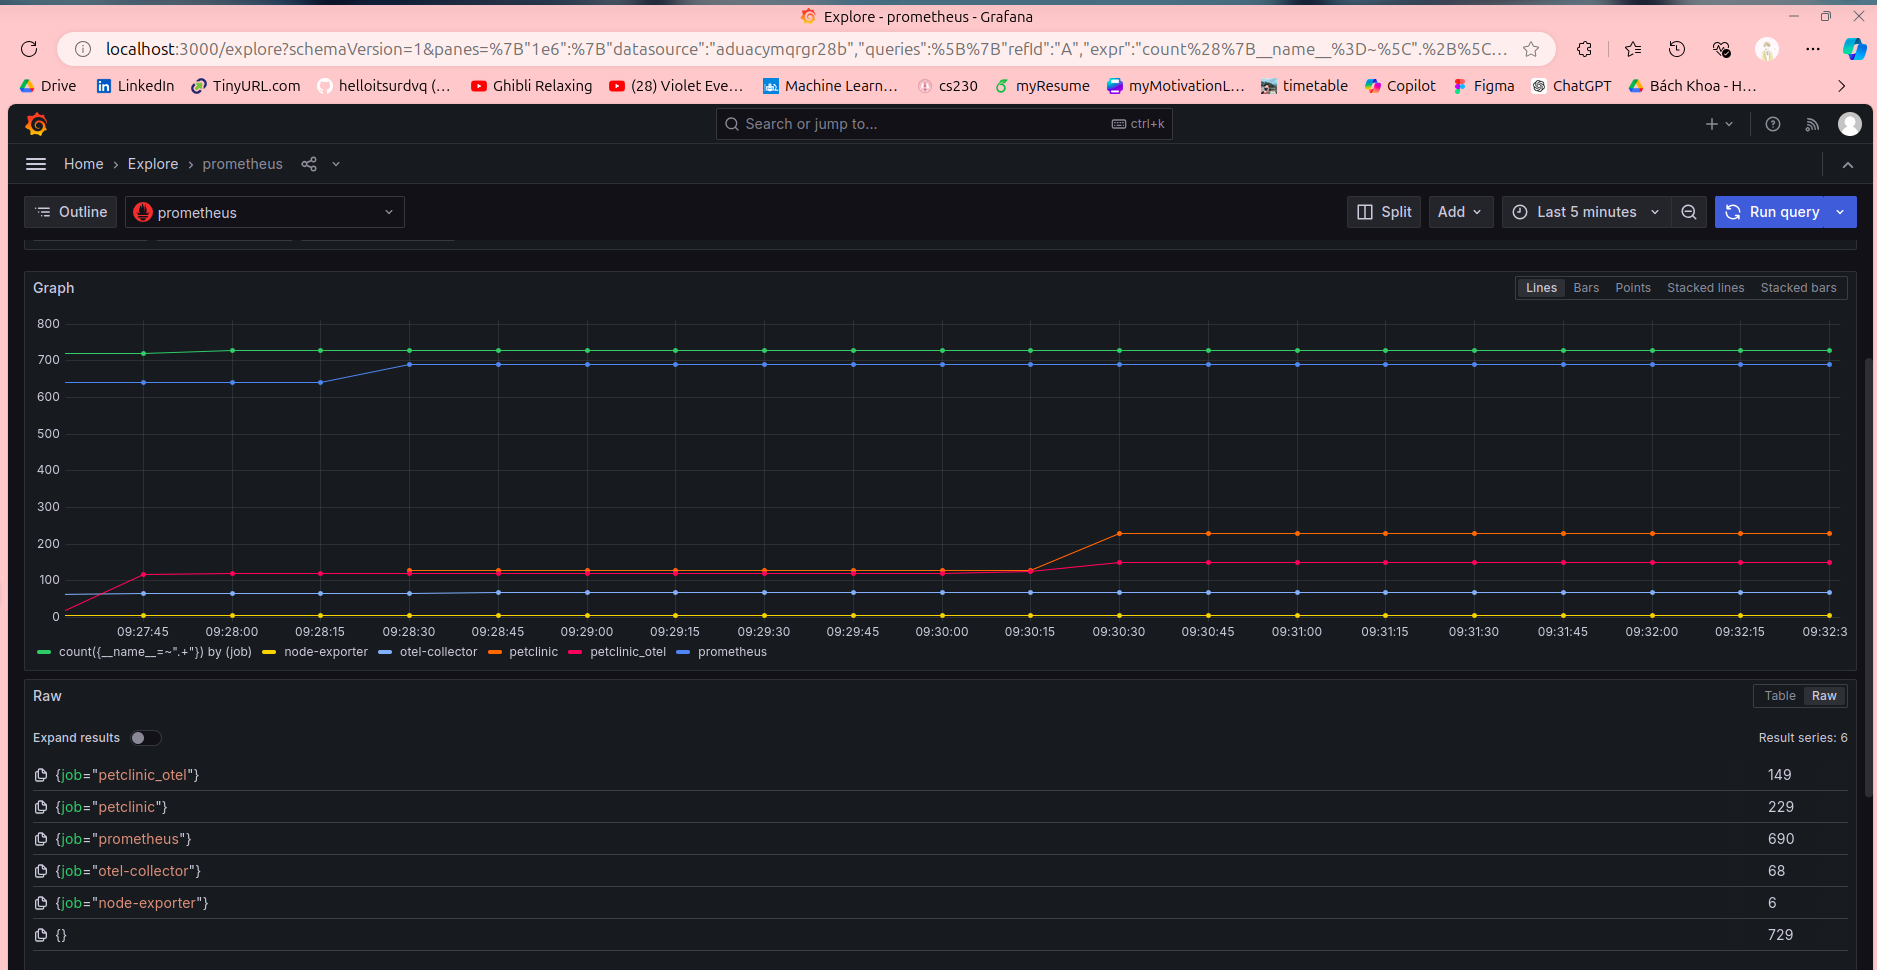 Explore - prometheus - Grafana
localhost:3000/explore?schemaVersion=1&panes=%7B"1e6":%7B"datasource":"aduacymqrgr28b","queries":%5B%7B"refId":"A","expr":"count%28%7B__name__%3D~%5C".%2B%5C...
Drive LinkedIn TinyURL.com helloitsurdvq (... Ghibli Relaxing (28) Violet Eve... Machine Learn... cs230 myResume myMotivationL... timetable Copilot Figma ChatGPT Bách Khoa - H...
Search or jump to... ctrl+k
Home › Explore › prometheus
Outline prometheus Split Add Last 5 minutes Run query
Graph Lines Bars Points Stacked lines Stacked bars
800
700
600
500
400
300
200
100
0
09:27:45 09:28:00 09:28:15 09:28:30 09:28:45 09:29:00 09:29:15 09:29:30 09:29:45 09:30:00 09:30:15 09:30:30 09:30:45 09:31:00 09:31:15 09:31:30 09:31:45 09:32:00 09:32:15 09:32:3
count({__name__=~".+"}) by (job) node-exporter otel-collector petclinic petclinic_otel prometheus
Raw Table Raw
Expand results Result series: 6
{job="petclinic_otel"} 149
{job="petclinic"} 229
{job="prometheus"} 690
{job="otel-collector"} 68
{job="node-exporter"} 6
{} 729